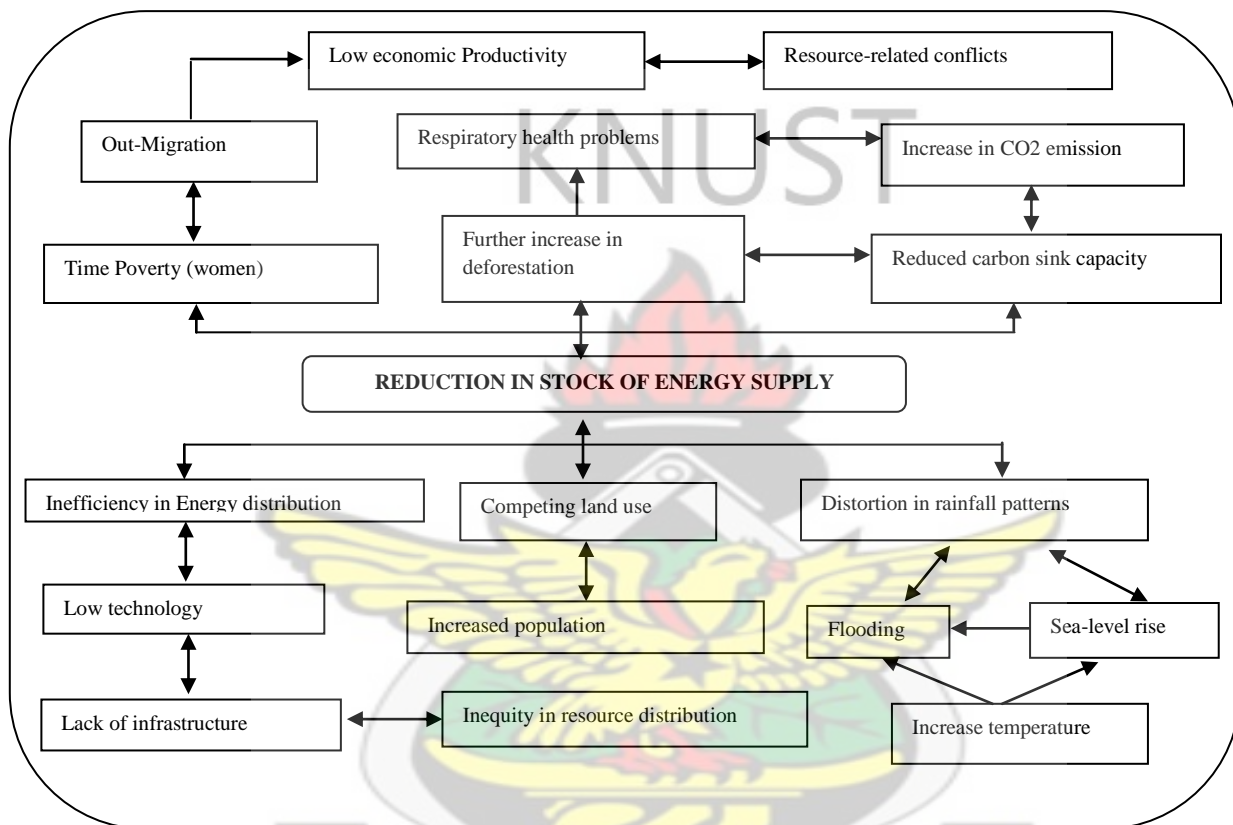 Low economic Productivity
Resource-related conflicts
KNUST
Out-Migration
Respiratory health problems
Increase in CO2 emission
Time Poverty (women)
Further increase in
deforestation
Reduced carbon sink capacity
REDUCTION IN STOCK OF ENERGY SUPPLY
Inefficiency in Energy distribution
Competing land use
Distortion in rainfall patterns
Low technology
Increased population
Flooding
Sea-level rise
Lack of infrastructure
Inequity in resource distribution
Increase temperature